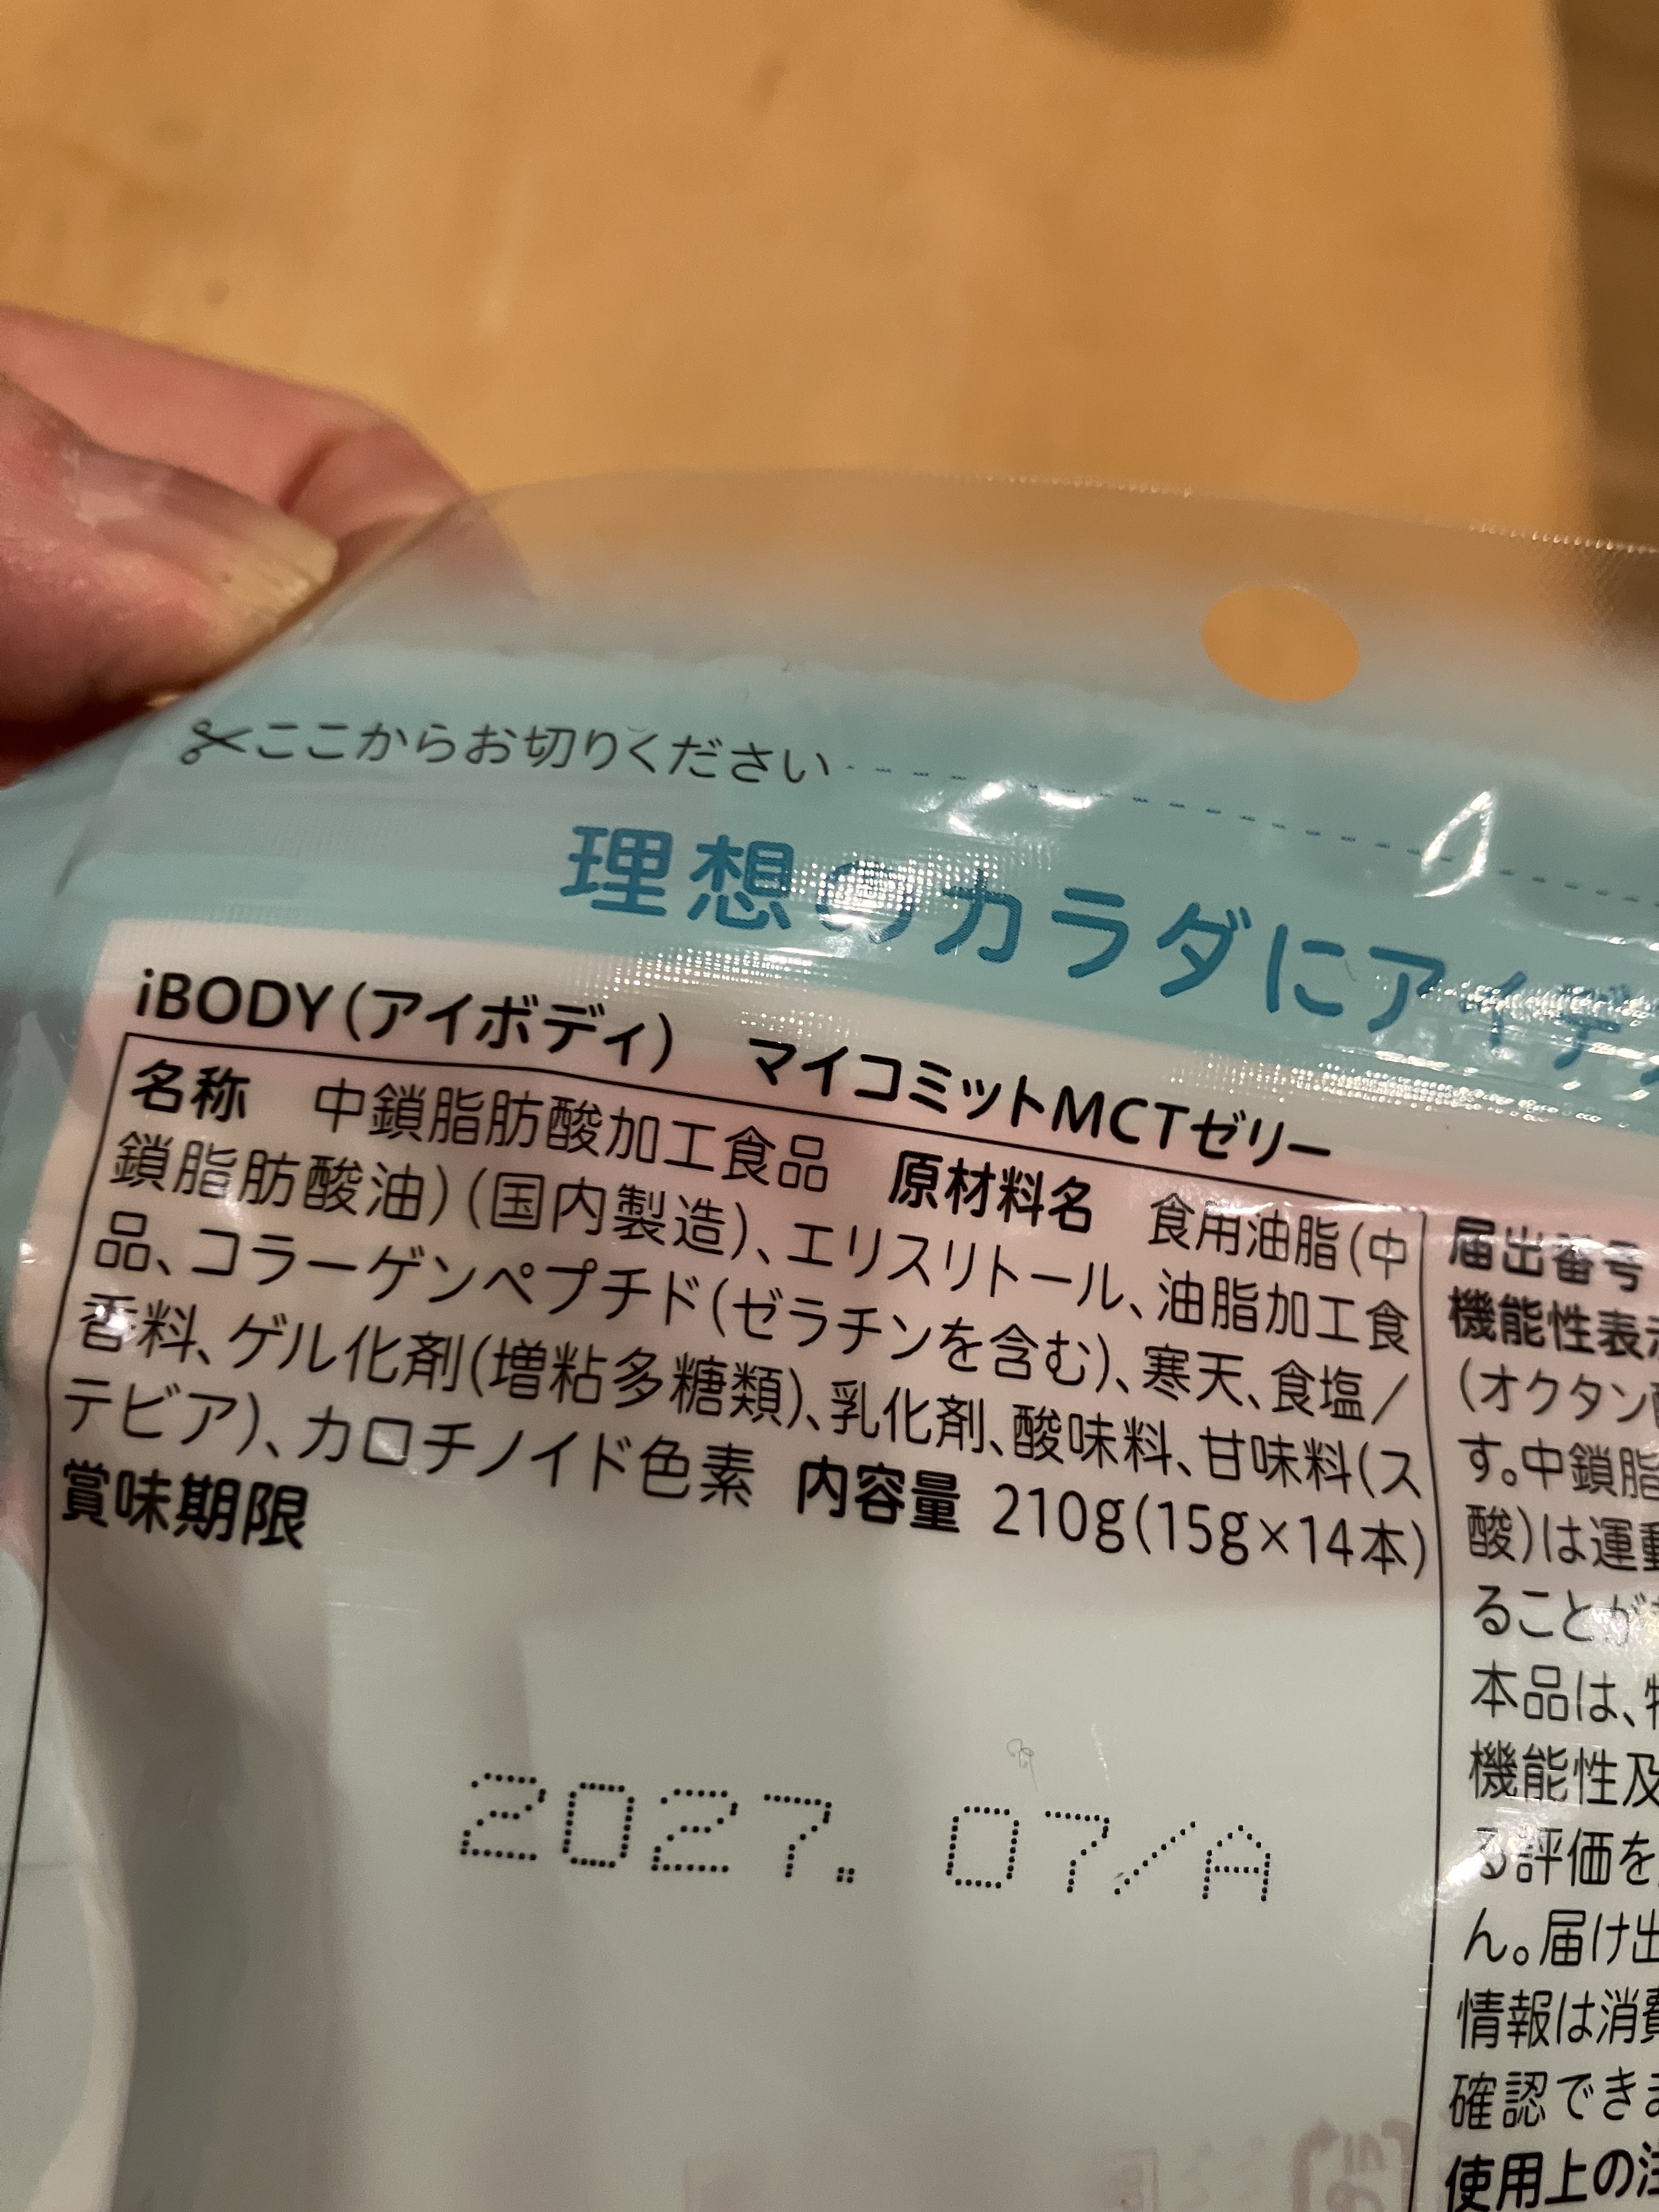 ここからお切りください
理想のカラダにアイデ
iBODY(アイボディ) マイコミットMCTゼリー
名称 中鎖脂肪酸加工食品 原材料名 食用油脂(中
鎖脂肪酸油)(国内製造)、エリスリトール、油脂加工食
品、コラーゲンペプチド(ゼラチンを含む)、寒天、食塩/
香料、ゲル化剤(増粘多糖類)、乳化剤、酸味料、甘味料(ス
テビア)、カロチノイド色素 内容量 210g(15g×14本)
賞味期限
2027. 07/A
届出番号
機能性表示
(オクタン
す。中鎖脂
酸)は運動
ることが
本品は、
機能性及
る評価を
ん。届け出
情報は消費
確認できま
使用上の注